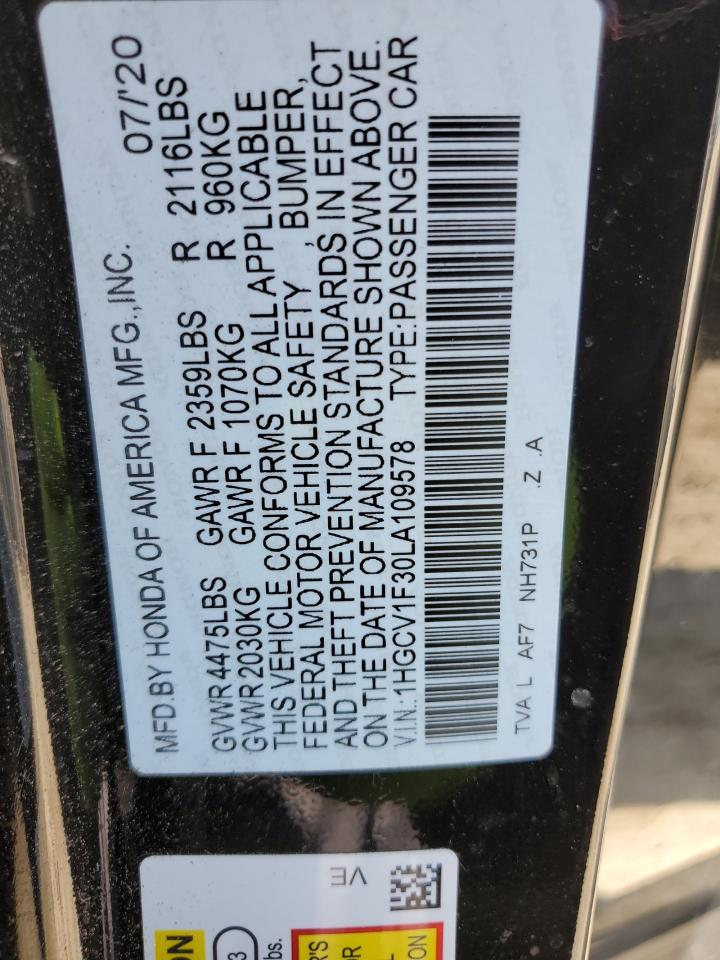 MFD.BY HONDA OF AMERICA MFG.,INC. 07/'20
GVWR 4475LBS GAWR F 2359LBS R 2116LBS
GVWR 2030KG GAWR F 1070KG R 960KG
THIS VEHICLE CONFORMS TO ALL APPLICABLE
FEDERAL MOTOR VEHICLE SAFETY , BUMPER,
AND THEFT PREVENTION STANDARDS IN EFFECT
ON THE DATE OF MANUFACTURE SHOWN ABOVE.
V.I.N.:1HGCV1F30LA109578 TYPE:PASSENGER CAR
TVA L AF7 NH731P .Z .A
VE